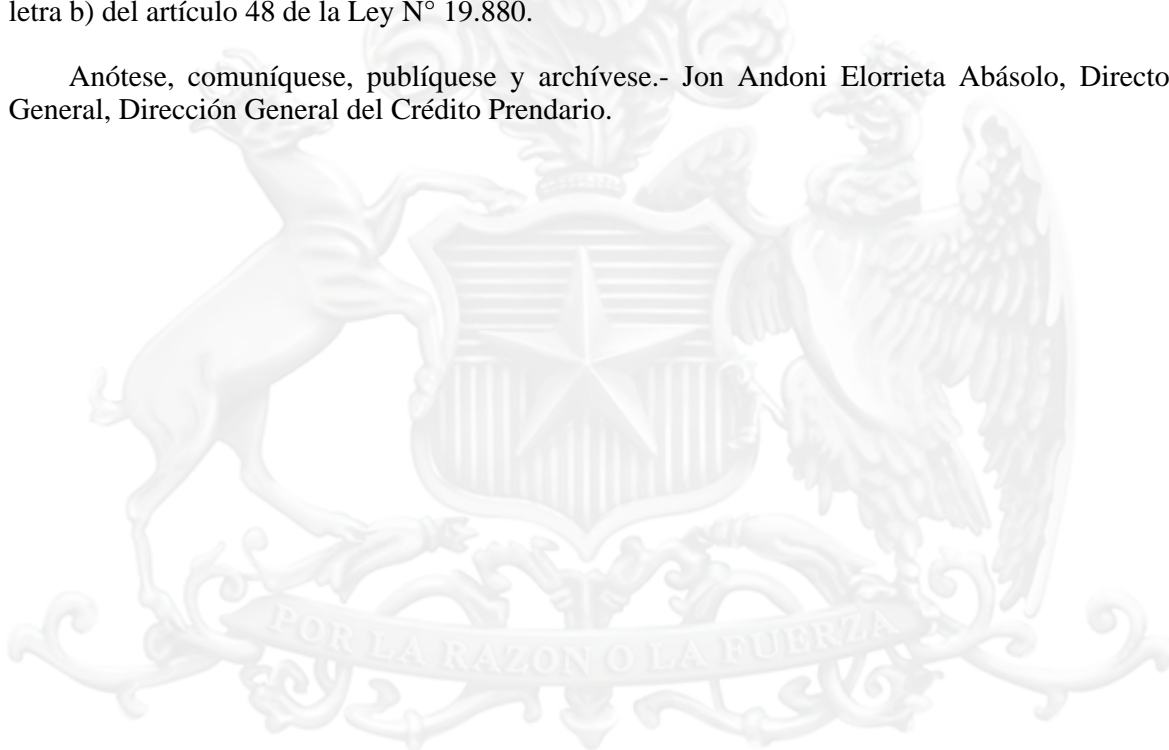 letra b) del artículo 48 de la Ley N° 19.880.
Anótese, comuníquese, publíquese y archívese.- Jon Andoni Elorrieta Abásolo, Directo
General, Dirección General del Crédito Prendario.
POR LA RAZON O LA FUERZA